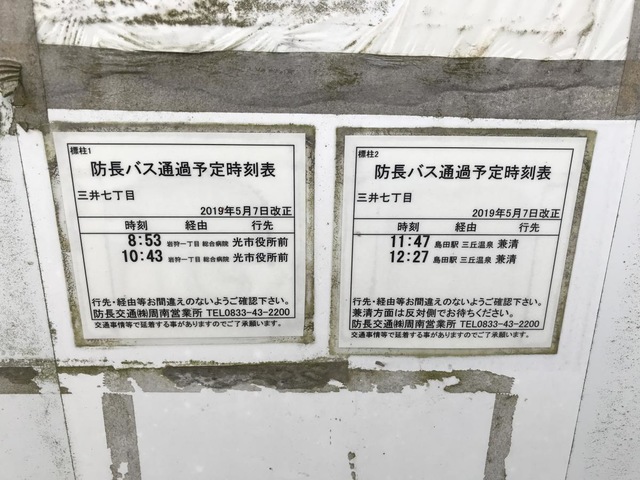 標柱1
防長バス通過予定時刻表
三井七丁目
2019年5月7日改正
時刻 経由 行先
8:53 岩狩一丁目 総合病院 光市役所前
10:43 岩狩一丁目 総合病院 光市役所前
行先・経由等お間違えのないようご確認下さい。
防長交通㈱周南営業所 TEL0833-43-2200
交通事情等で延着する事がありますのでご了承願います。
標柱2
防長バス通過予定時刻表
三井七丁目
2019年5月7日改正
時刻 経由 行先
11:47 島田駅 三丘温泉 兼清
12:27 島田駅 三丘温泉 兼清
行先・経由等お間違えのないようご確認下さい。
兼清方面は反対側でお待ちください。
防長交通㈱周南営業所 TEL0833-43-2200
交通事情等で延着する事がありますのでご了承願います。